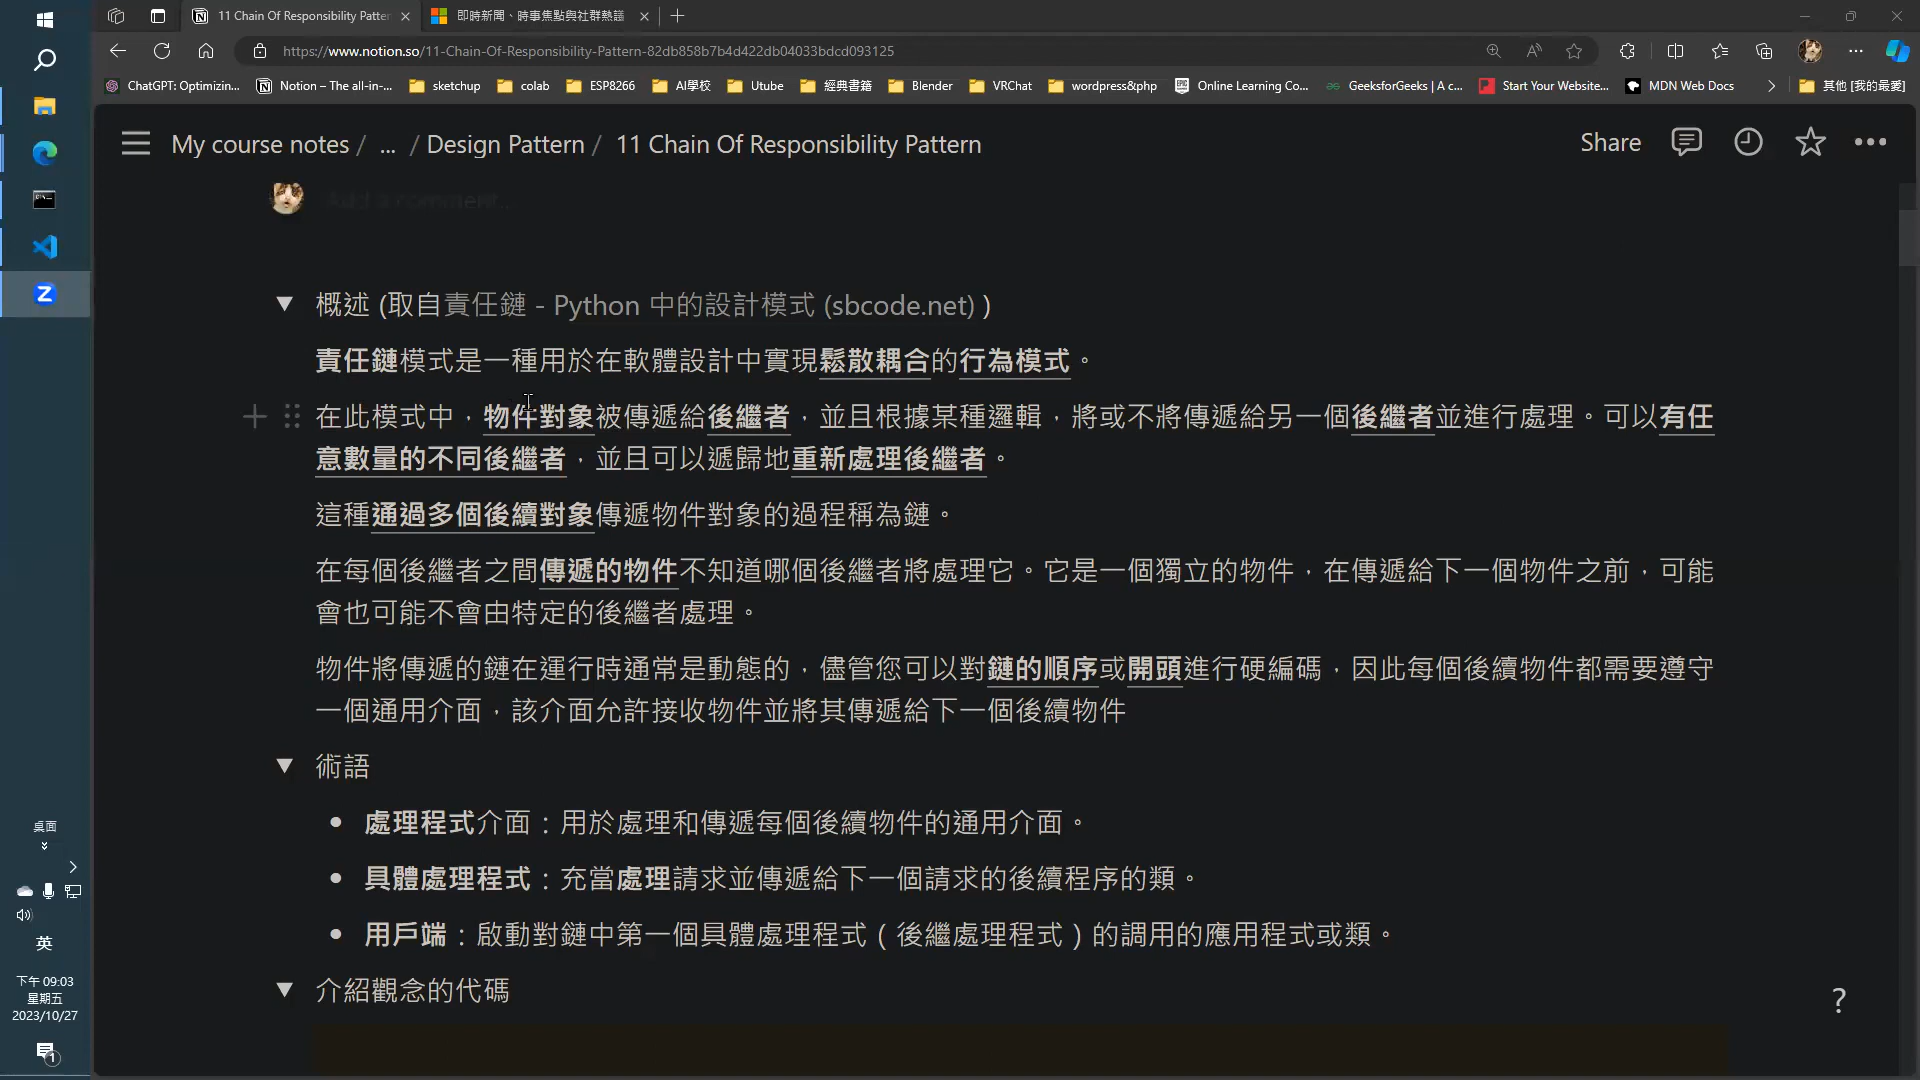 11 Chain Of Responsibility Patter
即時新聞、時事焦點與社群熱議
https://www.notion.so/11-Chain-Of-Responsibility-Pattern-82db858b7b4d422db04033bdcd093125
ChatGPT: Optimizin... Notion – The all-in-... sketchup colab ESP8266 AI學校 Utube 經典書籍 Blender VRChat wordpress&php Online Learning Co... GeeksforGeeks | A c... Start Your Website... MDN Web Docs 其他 [我的最愛]
My course notes / ... / Design Pattern / 11 Chain Of Responsibility Pattern
Share
Add a comment...
概述 (取自責任鏈 - Python 中的設計模式 (sbcode.net) )
責任鏈模式是一種用於在軟體設計中實現鬆散耦合的行為模式。
在此模式中，物件對象被傳遞給後繼者，並且根據某種邏輯，將或不將傳遞給另一個後繼者並進行處理。可以有任
意數量的不同後繼者，並且可以遞歸地重新處理後繼者。
這種通過多個後續對象傳遞物件對象的過程稱為鏈。
在每個後繼者之間傳遞的物件不知道哪個後繼者將處理它。它是一個獨立的物件，在傳遞給下一個物件之前，可能
會也可能不會由特定的後繼者處理。
物件將傳遞的鏈在運行時通常是動態的，儘管您可以對鏈的順序或開頭進行硬編碼，因此每個後續物件都需要遵守
一個通用介面，該介面允許接收物件並將其傳遞給下一個後續物件
術語
處理程式介面：用於處理和傳遞每個後續物件的通用介面。
具體處理程式：充當處理請求並傳遞給下一個請求的後續程序的類。
用戶端：啟動對鏈中第一個具體處理程式（後繼處理程式）的調用的應用程式或類。
介紹觀念的代碼
?
桌面
英
下午 09:03
星期五
2023/10/27
1